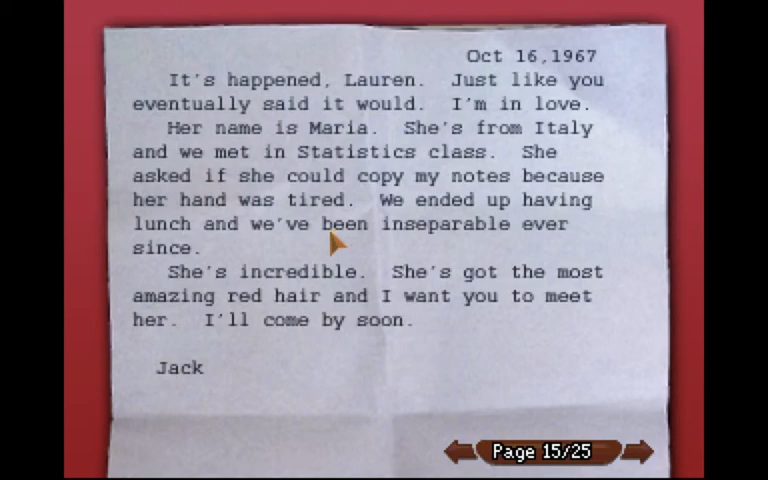 Oct 16,1967
It's happened, Lauren. Just like you
eventually said it would. I'm in love.
Her name is Maria. She's from Italy
and we met in Statistics class. She
asked if she could copy my notes because
her hand was tired. We ended up having
lunch and we've been inseparable ever
since.
She's incredible. She's got the most
amazing red hair and I want you to meet
her. I'll come by soon.
Jack
Page 15/25